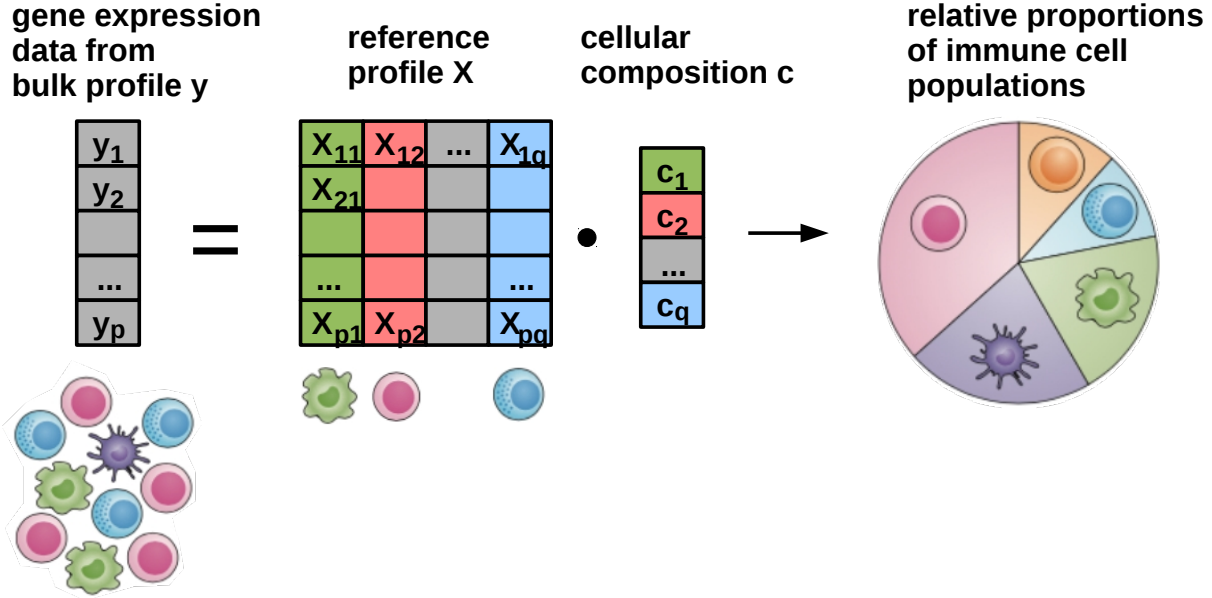 gene expression
data from
bulk profile y
reference
profile X
cellular
composition c
relative proportions
of immune cell
populations
y1
y2
...
yp
=
X11 X12 ... X1q
X21
... ...
Xp1 Xp2 Xpq
•
c1
c2
...
cq